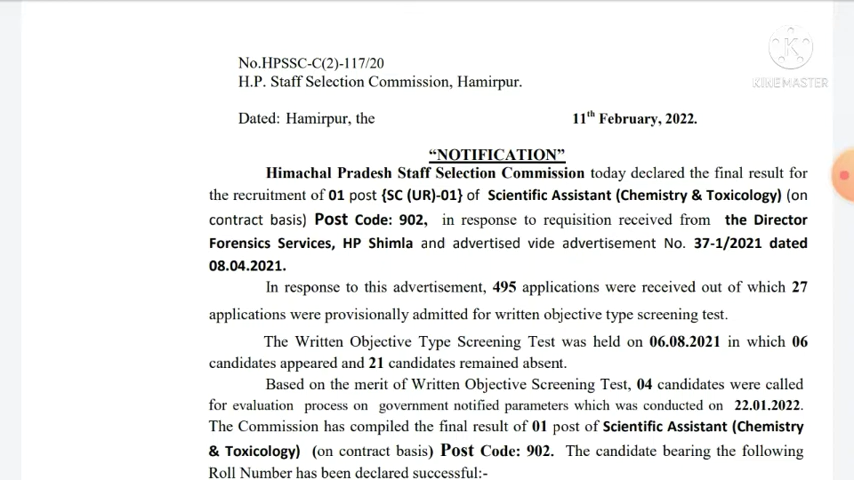 No.HPSSC-C(2)-117/20
H.P. Staff Selection Commission, Hamirpur.
KINEMASTER
Dated: Hamirpur, the 11th February, 2022.
“NOTIFICATION”
Himachal Pradesh Staff Selection Commission today declared the final result for
the recruitment of 01 post {SC (UR)-01} of Scientific Assistant (Chemistry & Toxicology) (on
contract basis) Post Code: 902, in response to requisition received from the Director
Forensics Services, HP Shimla and advertised vide advertisement No. 37-1/2021 dated
08.04.2021.
In response to this advertisement, 495 applications were received out of which 27
applications were provisionally admitted for written objective type screening test.
The Written Objective Type Screening Test was held on 06.08.2021 in which 06
candidates appeared and 21 candidates remained absent.
Based on the merit of Written Objective Screening Test, 04 candidates were called
for evaluation process on government notified parameters which was conducted on 22.01.2022.
The Commission has compiled the final result of 01 post of Scientific Assistant (Chemistry
& Toxicology) (on contract basis) Post Code: 902. The candidate bearing the following
Roll Number has been declared successful:-